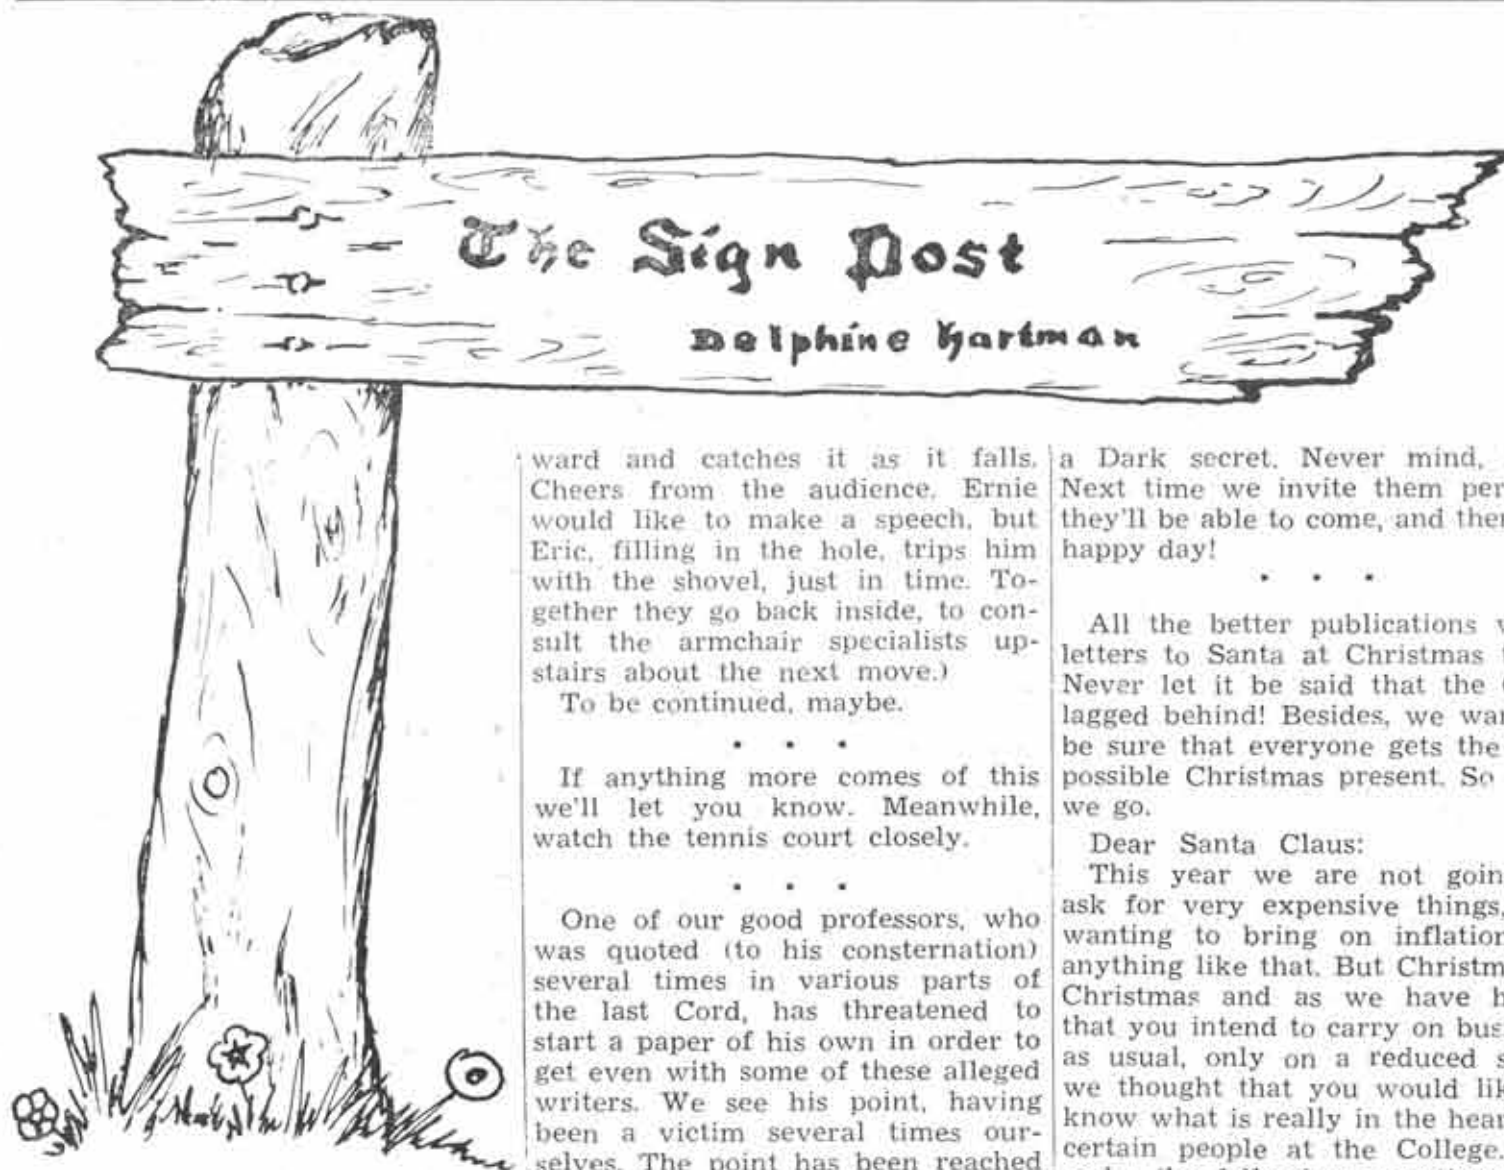 The Sign Post
Delphine Hartman
ward and catches it as it falls.
Cheers from the audience. Ernie
would like to make a speech, but
Eric, filling in the hole, trips him
with the shovel, just in time. To-
gether they go back inside, to con-
sult the armchair specialists up-
stairs about the next move.)
To be continued, maybe.
. . .
If anything more comes of this
we'll let you know. Meanwhile,
watch the tennis court closely.
. . .
One of our good professors, who
was quoted (to his consternation)
several times in various parts of
the last Cord, has threatened to
start a paper of his own in order to
get even with some of these alleged
writers. We see his point, having
been a victim several times our-
selves. The point has been reached
a Dark secret. Never mind,
Next time we invite them per
they'll be able to come, and
happy day!
. . .
All the better publications
letters to Santa at Christmas
Never let it be said that the
lagged behind! Besides, we
be sure that everyone gets the
possible Christmas present. So
we go.
Dear Santa Claus:
This year we are not goin
ask for very expensive things,
wanting to bring on inflation
anything like that. But Christm
Christmas and as we have
that you intend to carry on bus
as usual, only on a reduced
we thought that you would
know what is really in the hear
certain people at the College.